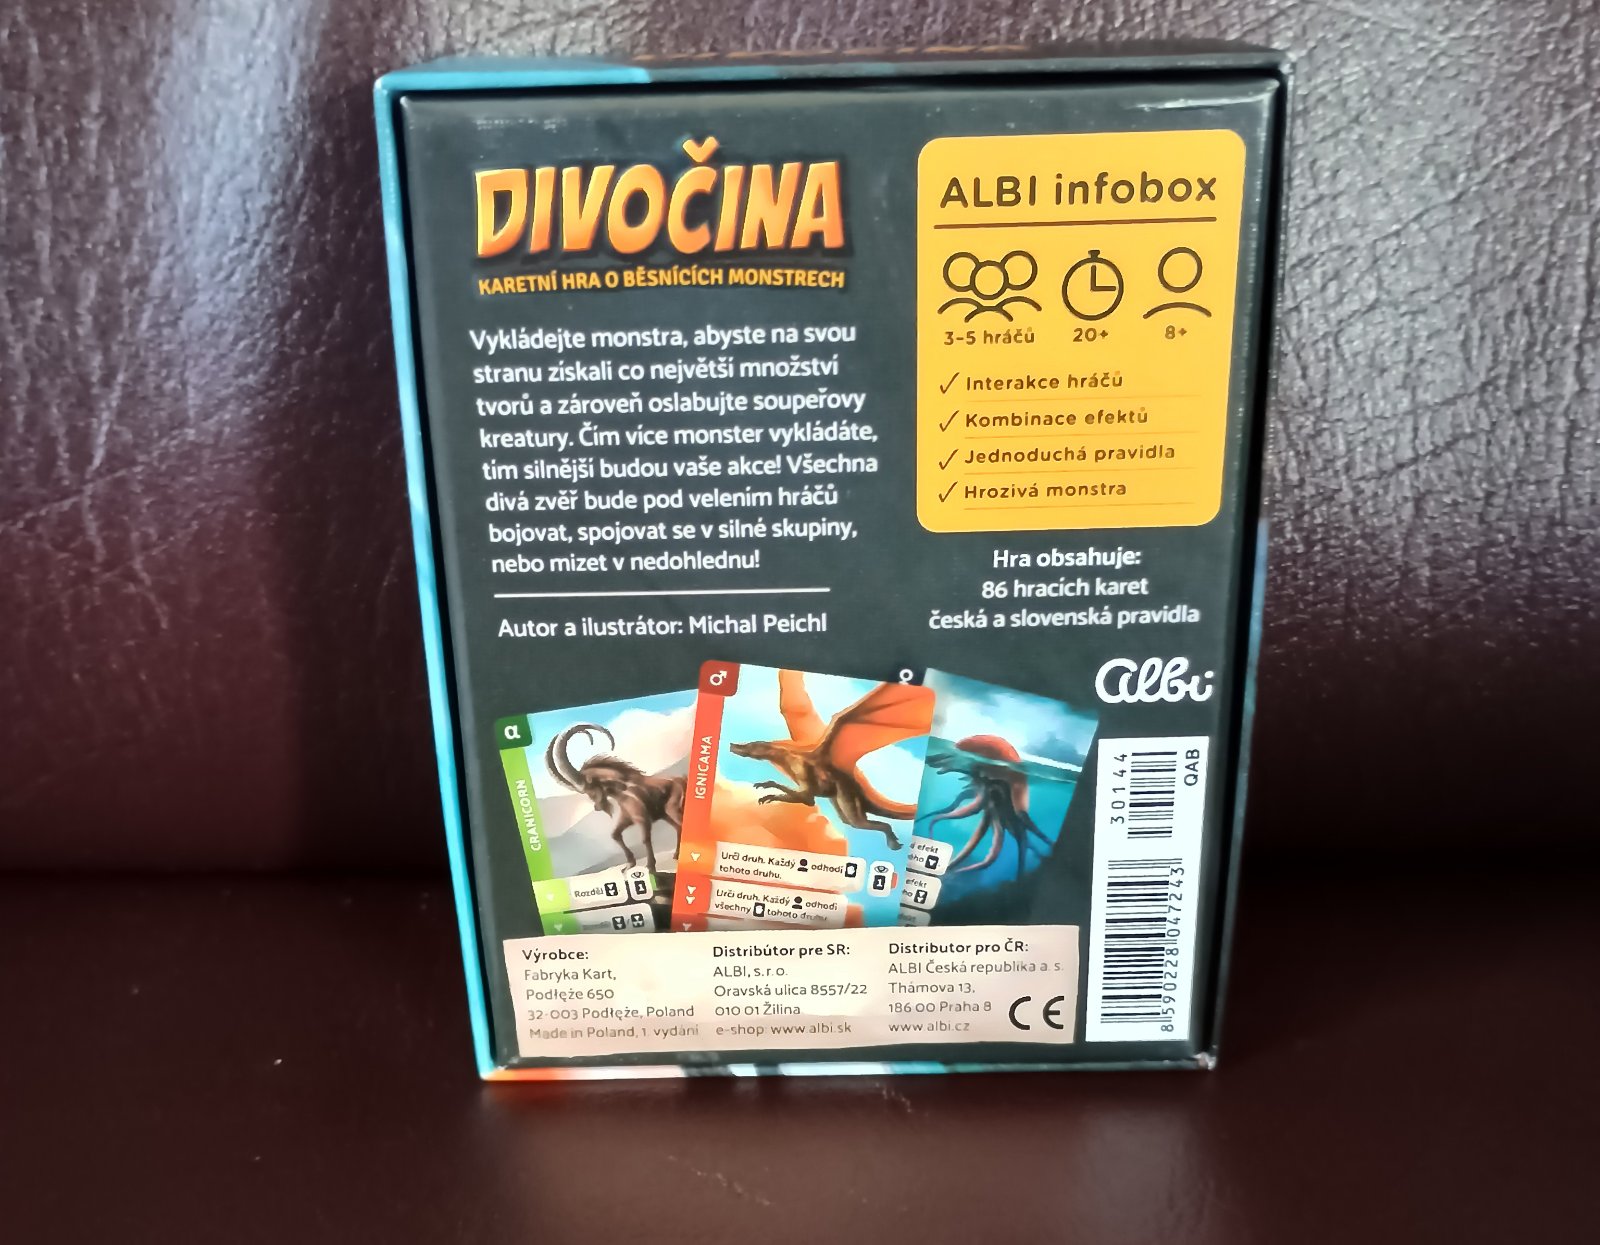 DIVOČINA
KARETNÍ HRA O BĚSNÍCÍCH MONSTRECH
Vykládejte monstra, abyste na svou
stranu získali co největší množství
tvorů a zároveň oslabujte soupeřovy
kreatury. Čím více monster vykládáte,
tím silnější budou vaše akce! Všechna
divá zvěř bude pod velením hráčů
bojovat, spojovat se v silné skupiny,
nebo mizet v nedohlednu!
Autor a ilustrátor: Michal Peichl
ALBI infobox
3-5 hráčů 20+ 8+
Interakce hráčů
Kombinace efektů
Jednoduchá pravidla
Hrozivá monstra
Hra obsahuje:
86 hracích karet
česká a slovenská pravidla
albi
α
CRANICORN
Rozděl
1
IGNICAMA
Urči druh. Každý odhodí
tohoto druhu.
1
Urči druh. Každý odhodí
všechny tohoto druhu.
efekt
efekt
30144
QAB
8590228047243
Výrobce:
Fabryka Kart,
Podłęże 650
32-003 Podłęże, Poland
Made in Poland, 1. vydání
Distribútor pre SR:
ALBI, s.r.o.
Oravská ulica 8557/22
010 01 Žilina
e-shop: www.albi.sk
Distributor pro ČR:
ALBI Česká republika a. s.
Thámova 13,
186 00 Praha 8
www.albi.cz
CE